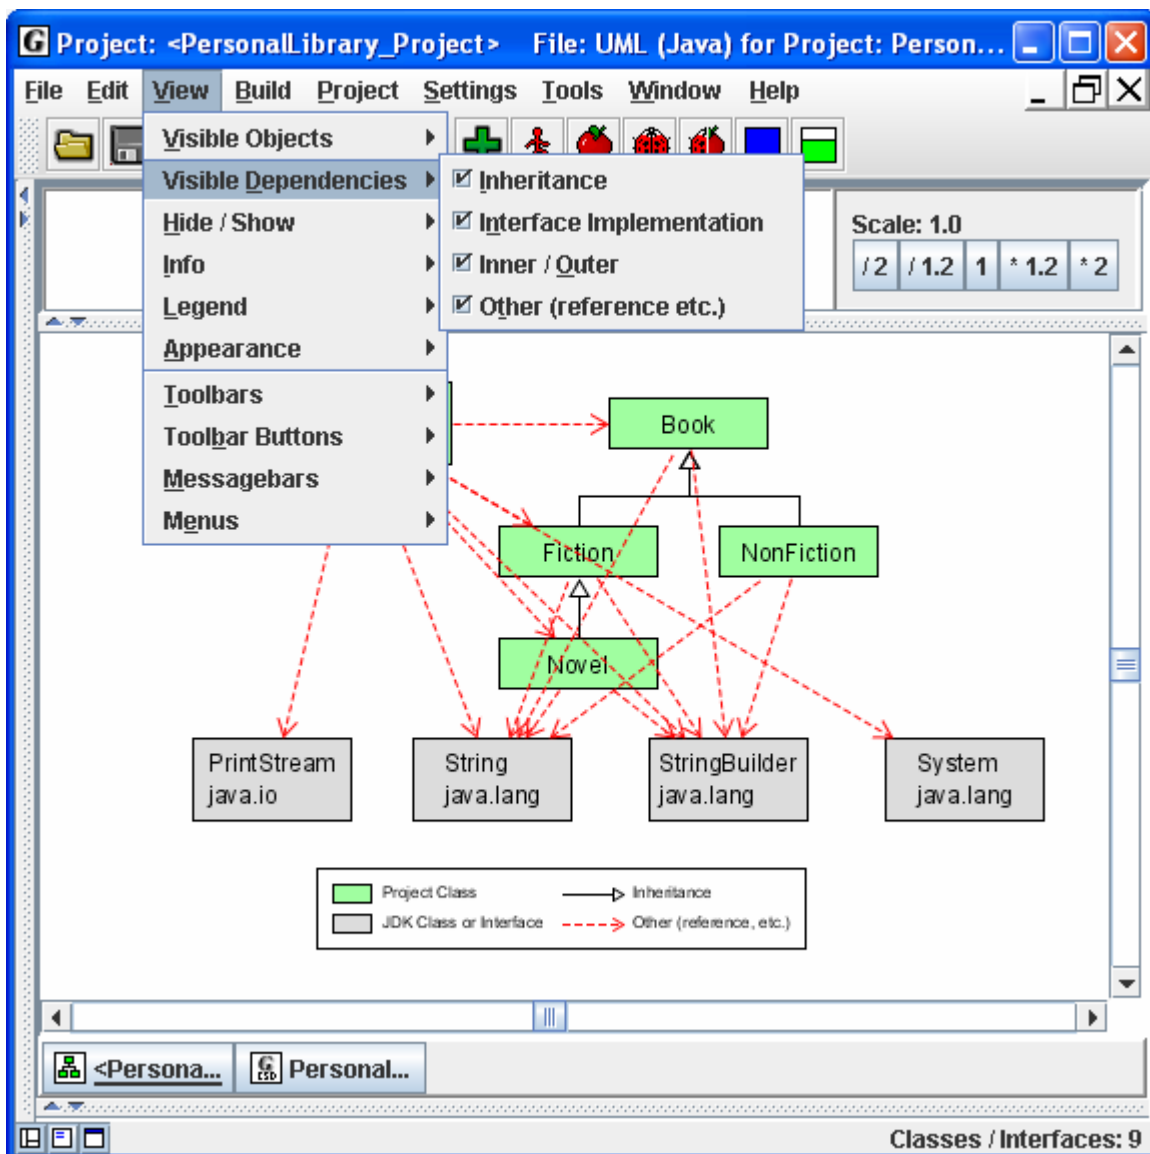 Project: <PersonalLibrary_Project> File: UML (Java) for Project: Person...
File Edit View Build Project Settings Tools Window Help
Visible Objects
Visible Dependencies
Hide / Show
Info
Legend
Appearance
Toolbars
Toolbar Buttons
Messagebars
Menus
Inheritance
Interface Implementation
Inner / Outer
Other (reference etc.)
Scale: 1.0
/ 2 / 1.2 1 * 1.2 * 2
Book
Fiction NonFiction
Novel
PrintStream
java.io
String
java.lang
StringBuilder
java.lang
System
java.lang
Project Class Inheritance
JDK Class or Interface Other (reference, etc.)
<Persona... Personal...
Classes / Interfaces: 9